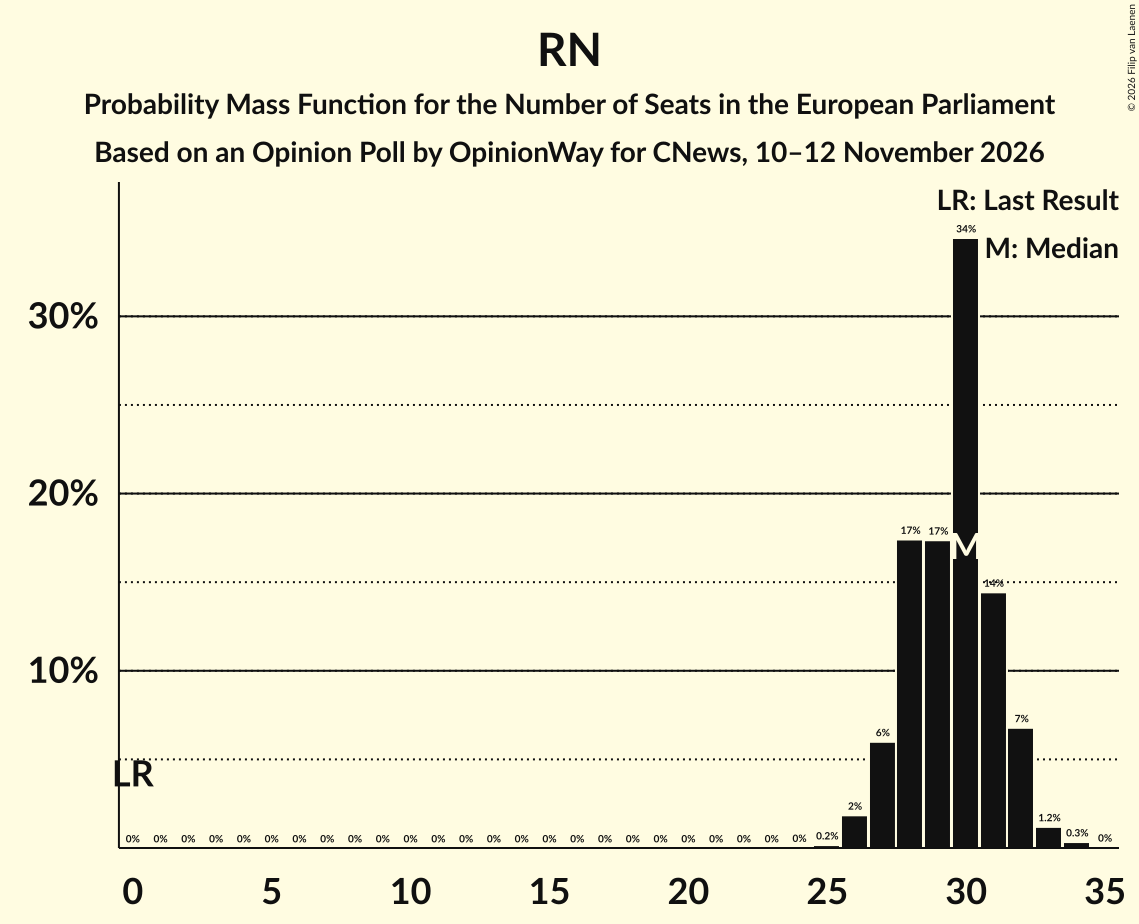 RN
Probability Mass Function for the Number of Seats in the European Parliament
Based on an Opinion Poll by OpinionWay for CNews, 10–12 November 2026
© 2026 Filip van Laenen
LR: Last Result
M: Median
34%
30%
20%
17% 17%
M
14%
10%
7%
6%
LR
2%
1.2%
0% 0% 0% 0% 0% 0% 0% 0% 0% 0% 0% 0% 0% 0% 0% 0% 0% 0% 0% 0% 0% 0% 0% 0% 0% 0.2% 0.3% 0%
0 5 10 15 20 25 30 35